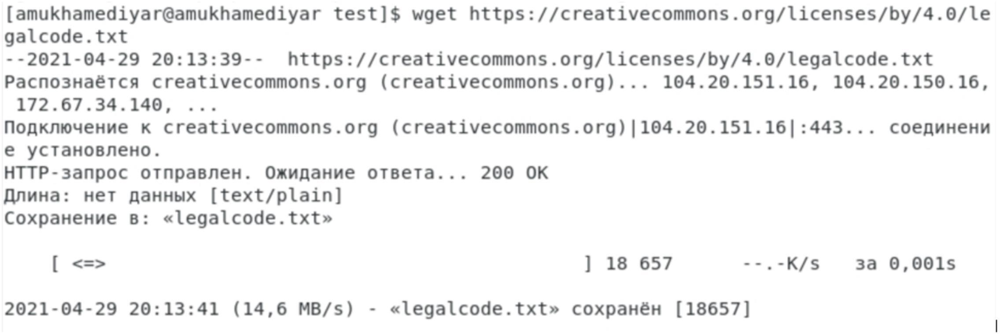 [amukhamediyar@amukhamediyar test]$ wget https://creativecommons.org/licenses/by/4.0/le
galcode.txt
--2021-04-29 20:13:39--  https://creativecommons.org/licenses/by/4.0/legalcode.txt
Распознаётся creativecommons.org (creativecommons.org)... 104.20.151.16, 104.20.150.16,
 172.67.34.140, ...
Подключение к creativecommons.org (creativecommons.org)|104.20.151.16|:443... соединени
е установлено.
HTTP-запрос отправлен. Ожидание ответа... 200 OK
Длина: нет данных [text/plain]
Сохранение в: «legalcode.txt»
    [ <=>                                          ] 18 657      --.-K/s   за 0,001s
2021-04-29 20:13:41 (14,6 MB/s) - «legalcode.txt» сохранён [18657]